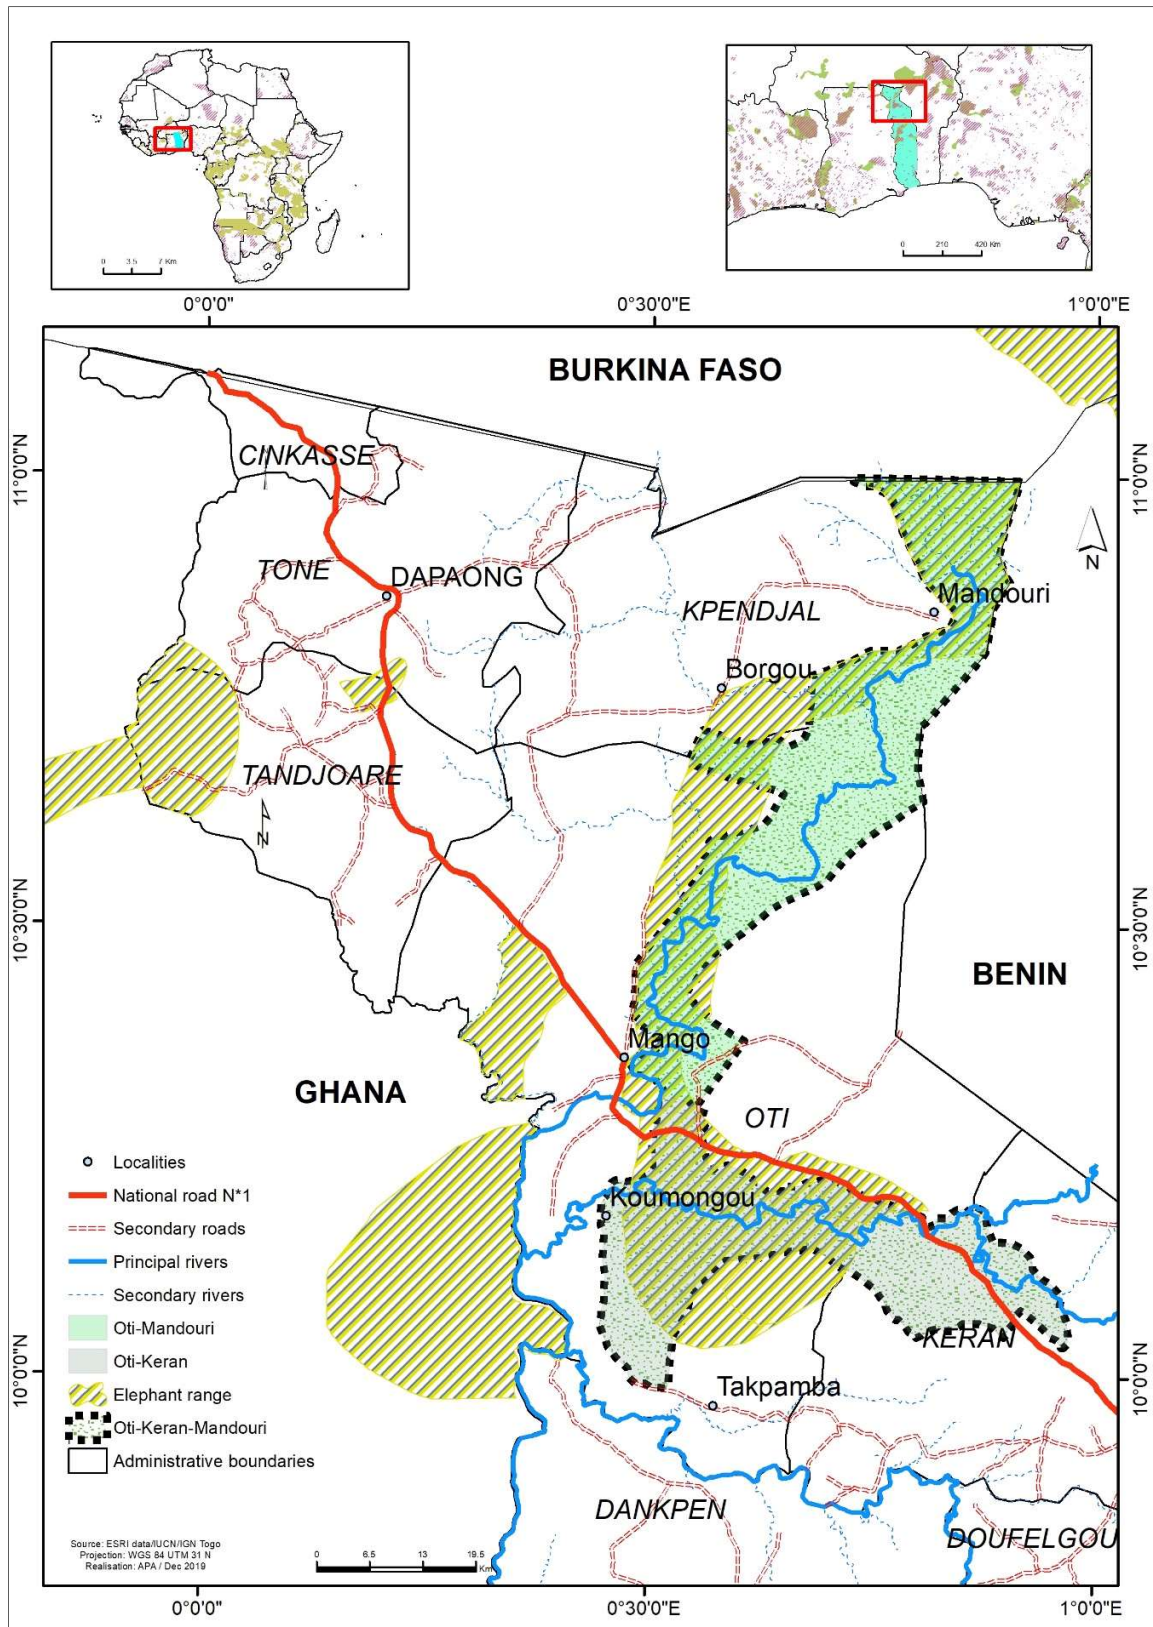 0 3.5 7 Km
0 210 420 Km
0°0'0" 0°30'0"E 1°0'0"E
BURKINA FASO
CINKASSE
11°0'0"N
11°0'0"N
TONE
DAPAONG
KPENDJAL
Mandouri
N
Borgou
TANDJOARE
N
10°30'0"N
10°30'0"N
BENIN
Mango
GHANA
OTI
Koumongou
KERAN
Takpamba
10°0'0"N
10°0'0"N
DANKPEN
DOUFELGOU
Localities
National road N*1
Secondary roads
Principal rivers
Secondary rivers
Oti-Mandouri
Oti-Keran
Elephant range
Oti-Keran-Mandouri
Administrative boundaries
Source: ESRI data/IUCN/IGN Togo
Projection: WGS 84 UTM 31 N
Realisation: APA / Dec 2019
0 6.5 13 19.5
Km
0°0'0" 0°30'0"E 1°0'0"E